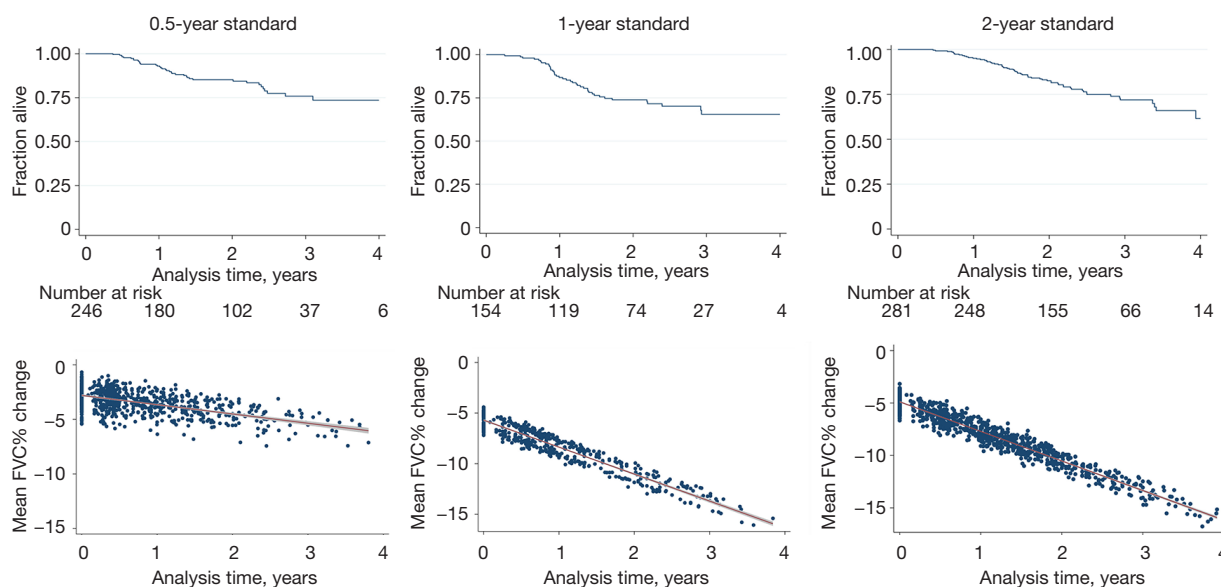 0.5-year standard
1-year standard
2-year standard
Fraction alive
1.00
0.75
0.50
0.25
0
0 1 2 3 4
Analysis time, years
Number at risk
246 180 102 37 6
Fraction alive
1.00
0.75
0.50
0.25
0
0 1 2 3 4
Analysis time, years
Number at risk
154 119 74 27 4
Fraction alive
1.00
0.75
0.50
0.25
0
0 1 2 3 4
Analysis time, years
Number at risk
281 248 155 66 14
Mean FVC% change
0
−5
−10
−15
0 1 2 3 4
Analysis time, years
Mean FVC% change
0
−5
−10
−15
0 1 2 3 4
Analysis time, years
Mean FVC% change
0
−5
−10
−15
0 1 2 3 4
Analysis time, years